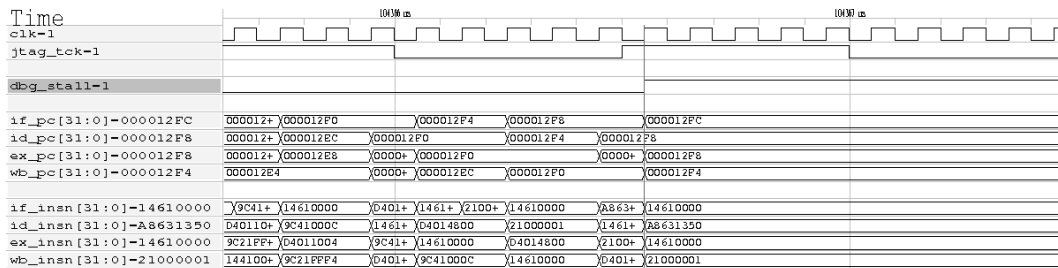 Time 104366 us 104367 us
clk=1
jtag_tck=1
dbg_stall=1
if_pc[31:0]=000012FC 000012+ 000012F0 000012F4 000012F8 000012FC
id_pc[31:0]=000012F8 000012+ 000012EC 000012F0 000012F4 000012F8
ex_pc[31:0]=000012F8 000012+ 000012E8 0000+ 000012F0 0000+ 000012F8
wb_pc[31:0]=000012F4 000012E4 0000+ 000012EC 000012F0 000012F4
if_insn[31:0]=14610000 9C41+ 14610000 D401+ 1461+ 2100+ 14610000 A863+ 14610000
id_insn[31:0]=A8631350 D40110+ 9C41000C 1461+ D4014800 21000001 1461+ A8631350
ex_insn[31:0]=14610000 9C21FF+ D4011004 9C41+ 14610000 D4014800 2100+ 14610000
wb_insn[31:0]=21000001 144100+ 9C21FFF4 D401+ 9C41000C 14610000 D401+ 21000001